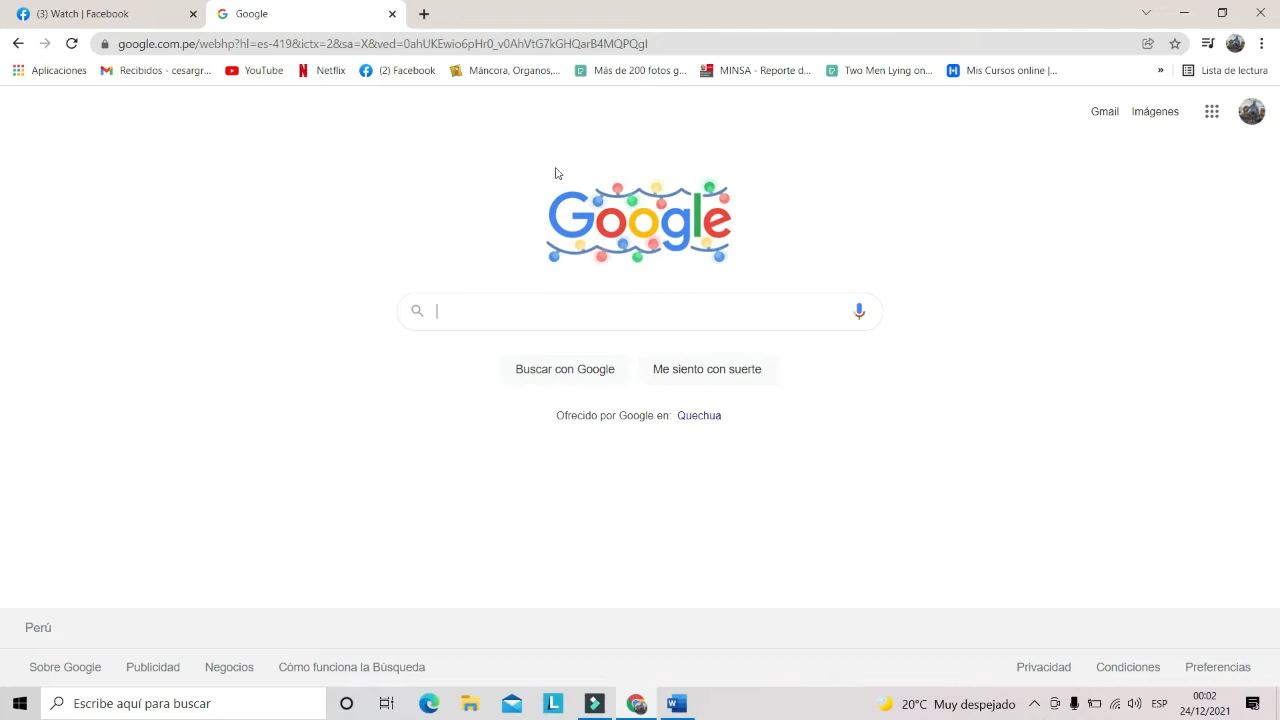 (3) Watch | Facebook
Google
google.com.pe/webhp?hl=es-419&ictx=2&sa=X&ved=0ahUKEwio6pHr0_v0AhVtG7kGHQarB4MQPQgI
Aplicaciones
Recibidos - cesargr...
YouTube
Netflix
(2) Facebook
Máncora, Organos,...
Más de 200 fotos g...
MINSA - Reporte d...
Two Men Lying on...
Mis Cursos online |...
»
Lista de lectura
Gmail
Imágenes
Google
Buscar con Google
Me siento con suerte
Ofrecido por Google en: Quechua
Perú
Sobre Google
Publicidad
Negocios
Cómo funciona la Búsqueda
Privacidad
Condiciones
Preferencias
Escribe aquí para buscar
20°C Muy despejado
ESP
00:02
24/12/2021